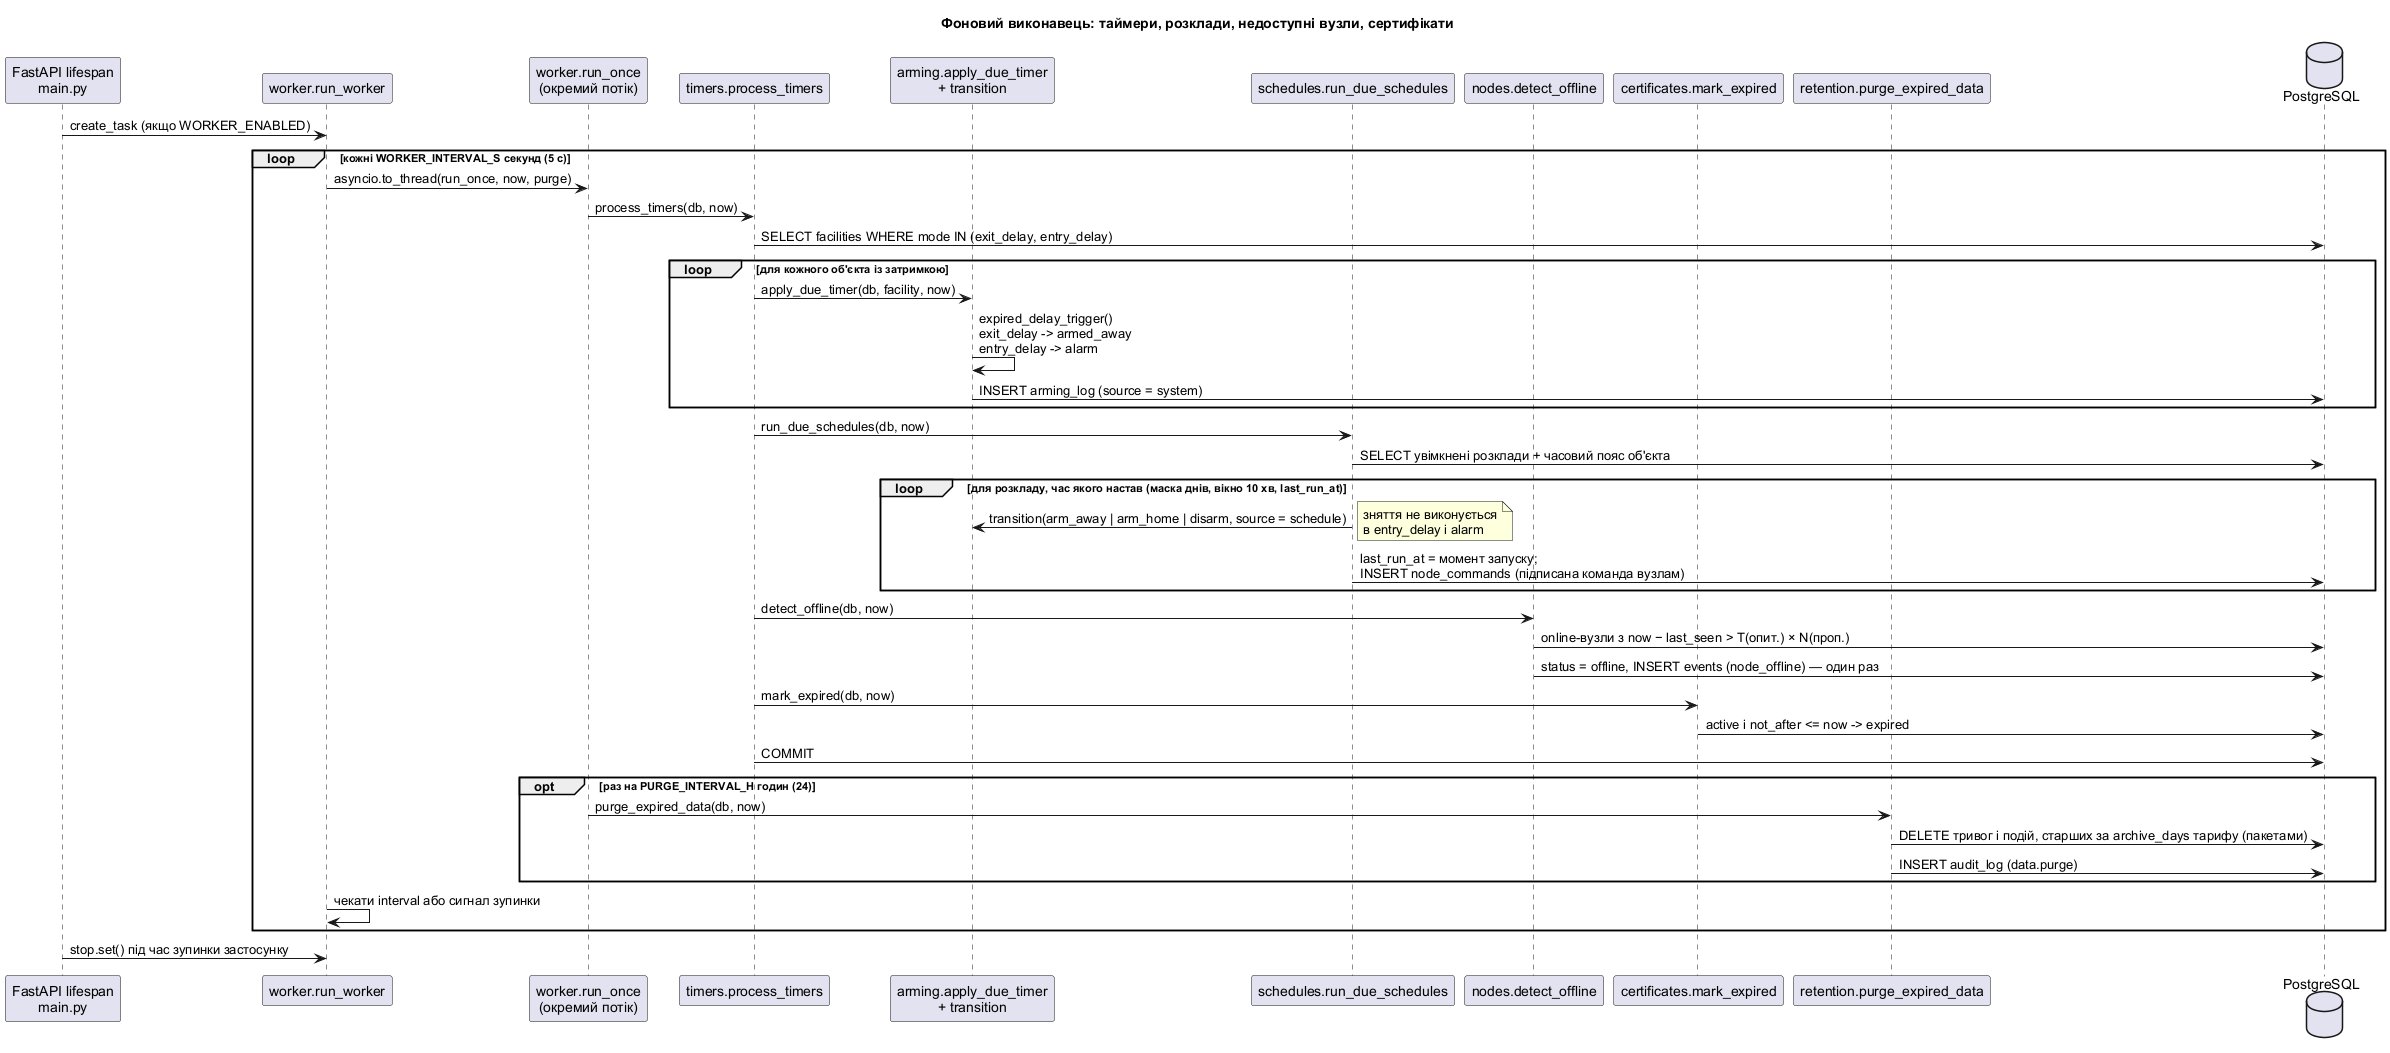 Фоновий виконавець: таймери, розклади, недоступні вузли, сертифікати
FastAPI lifespan
main.py
worker.run_worker
worker.run_once
(окремий потік)
timers.process_timers
arming.apply_due_timer
+ transition
schedules.run_due_schedules
nodes.detect_offline
certificates.mark_expired
retention.purge_expired_data
PostgreSQL
create_task (якщо WORKER_ENABLED)
loop
[кожні WORKER_INTERVAL_S секунд (5 с)]
asyncio.to_thread(run_once, now, purge)
process_timers(db, now)
SELECT facilities WHERE mode IN (exit_delay, entry_delay)
loop
[для кожного об'єкта із затримкою]
apply_due_timer(db, facility, now)
expired_delay_trigger()
exit_delay -> armed_away
entry_delay -> alarm
INSERT arming_log (source = system)
run_due_schedules(db, now)
SELECT увімкнені розклади + часовий пояс об'єкта
loop
[для розкладу, час якого настав (маска днів, вікно 10 хв, last_run_at)]
transition(arm_away | arm_home | disarm, source = schedule)
зняття не виконується
в entry_delay і alarm
last_run_at = момент запуску;
INSERT node_commands (підписана команда вузлам)
detect_offline(db, now)
online-вузли з now − last_seen > T(опит.) × N(проп.)
status = offline, INSERT events (node_offline) — один раз
mark_expired(db, now)
active і not_after <= now -> expired
COMMIT
opt
[раз на PURGE_INTERVAL_H годин (24)]
purge_expired_data(db, now)
DELETE тривог і подій, старших за archive_days тарифу (пакетами)
INSERT audit_log (data.purge)
чекати interval або сигнал зупинки
stop.set() під час зупинки застосунку
FastAPI lifespan
main.py
worker.run_worker
worker.run_once
(окремий потік)
timers.process_timers
arming.apply_due_timer
+ transition
schedules.run_due_schedules
nodes.detect_offline
certificates.mark_expired
retention.purge_expired_data
PostgreSQL